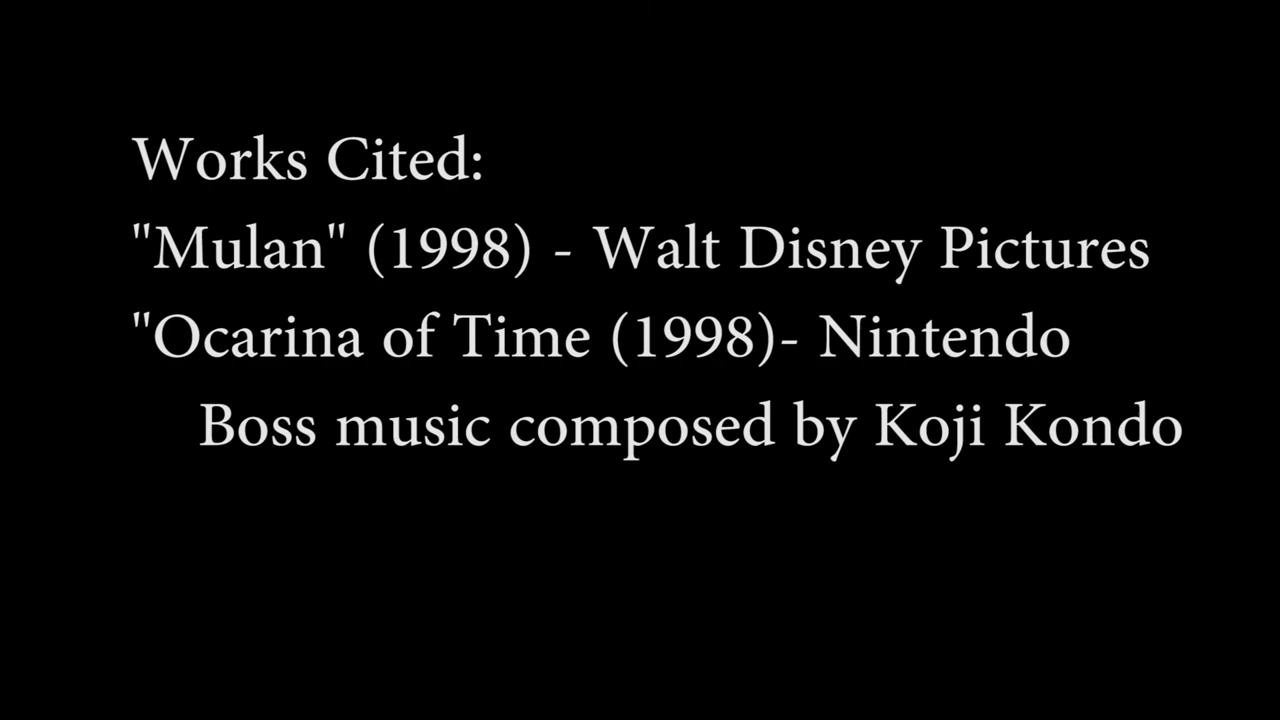 Works Cited:
"Mulan" (1998) - Walt Disney Pictures
"Ocarina of Time (1998)- Nintendo
Boss music composed by Koji Kondo